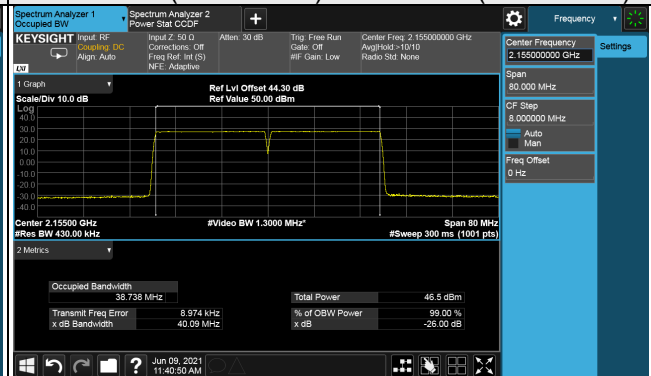 Spectrum Analyzer 1
Occupied BW
Spectrum Analyzer 2
Power Stat CCDF
Frequency
KEYSIGHT
Input: RF
Coupling: DC
Align: Auto
Input Z: 50 Ω
Corrections: Off
Freq Ref: Int (S)
NFE: Adaptive
Atten: 30 dB
Trig: Free Run
Gate: Off
#IF Gain: Low
Center Freq: 2.155000000 GHz
Avg|Hold:>10/10
Radio Std: None
LXI
Center Frequency
2.155000000 GHz
Settings
Span
80.000 MHz
CF Step
8.000000 MHz
Auto
Man
Freq Offset
0 Hz
1 Graph
Scale/Div 10.0 dB
Ref Lvl Offset 44.30 dB
Ref Value 50.00 dBm
Log
40.0
30.0
20.0
10.0
0.00
-10.0
-20.0
-30.0
-40.0
Center 2.15500 GHz
#Res BW 430.00 kHz
#Video BW 1.3000 MHz*
Span 80 MHz
#Sweep 300 ms (1001 pts)
2 Metrics
Occupied Bandwidth
38.738 MHz
Total Power 46.5 dBm
Transmit Freq Error 8.974 kHz
% of OBW Power 99.00 %
x dB Bandwidth 40.09 MHz
x dB -26.00 dB
?
Jun 09, 2021
11:40:50 AM